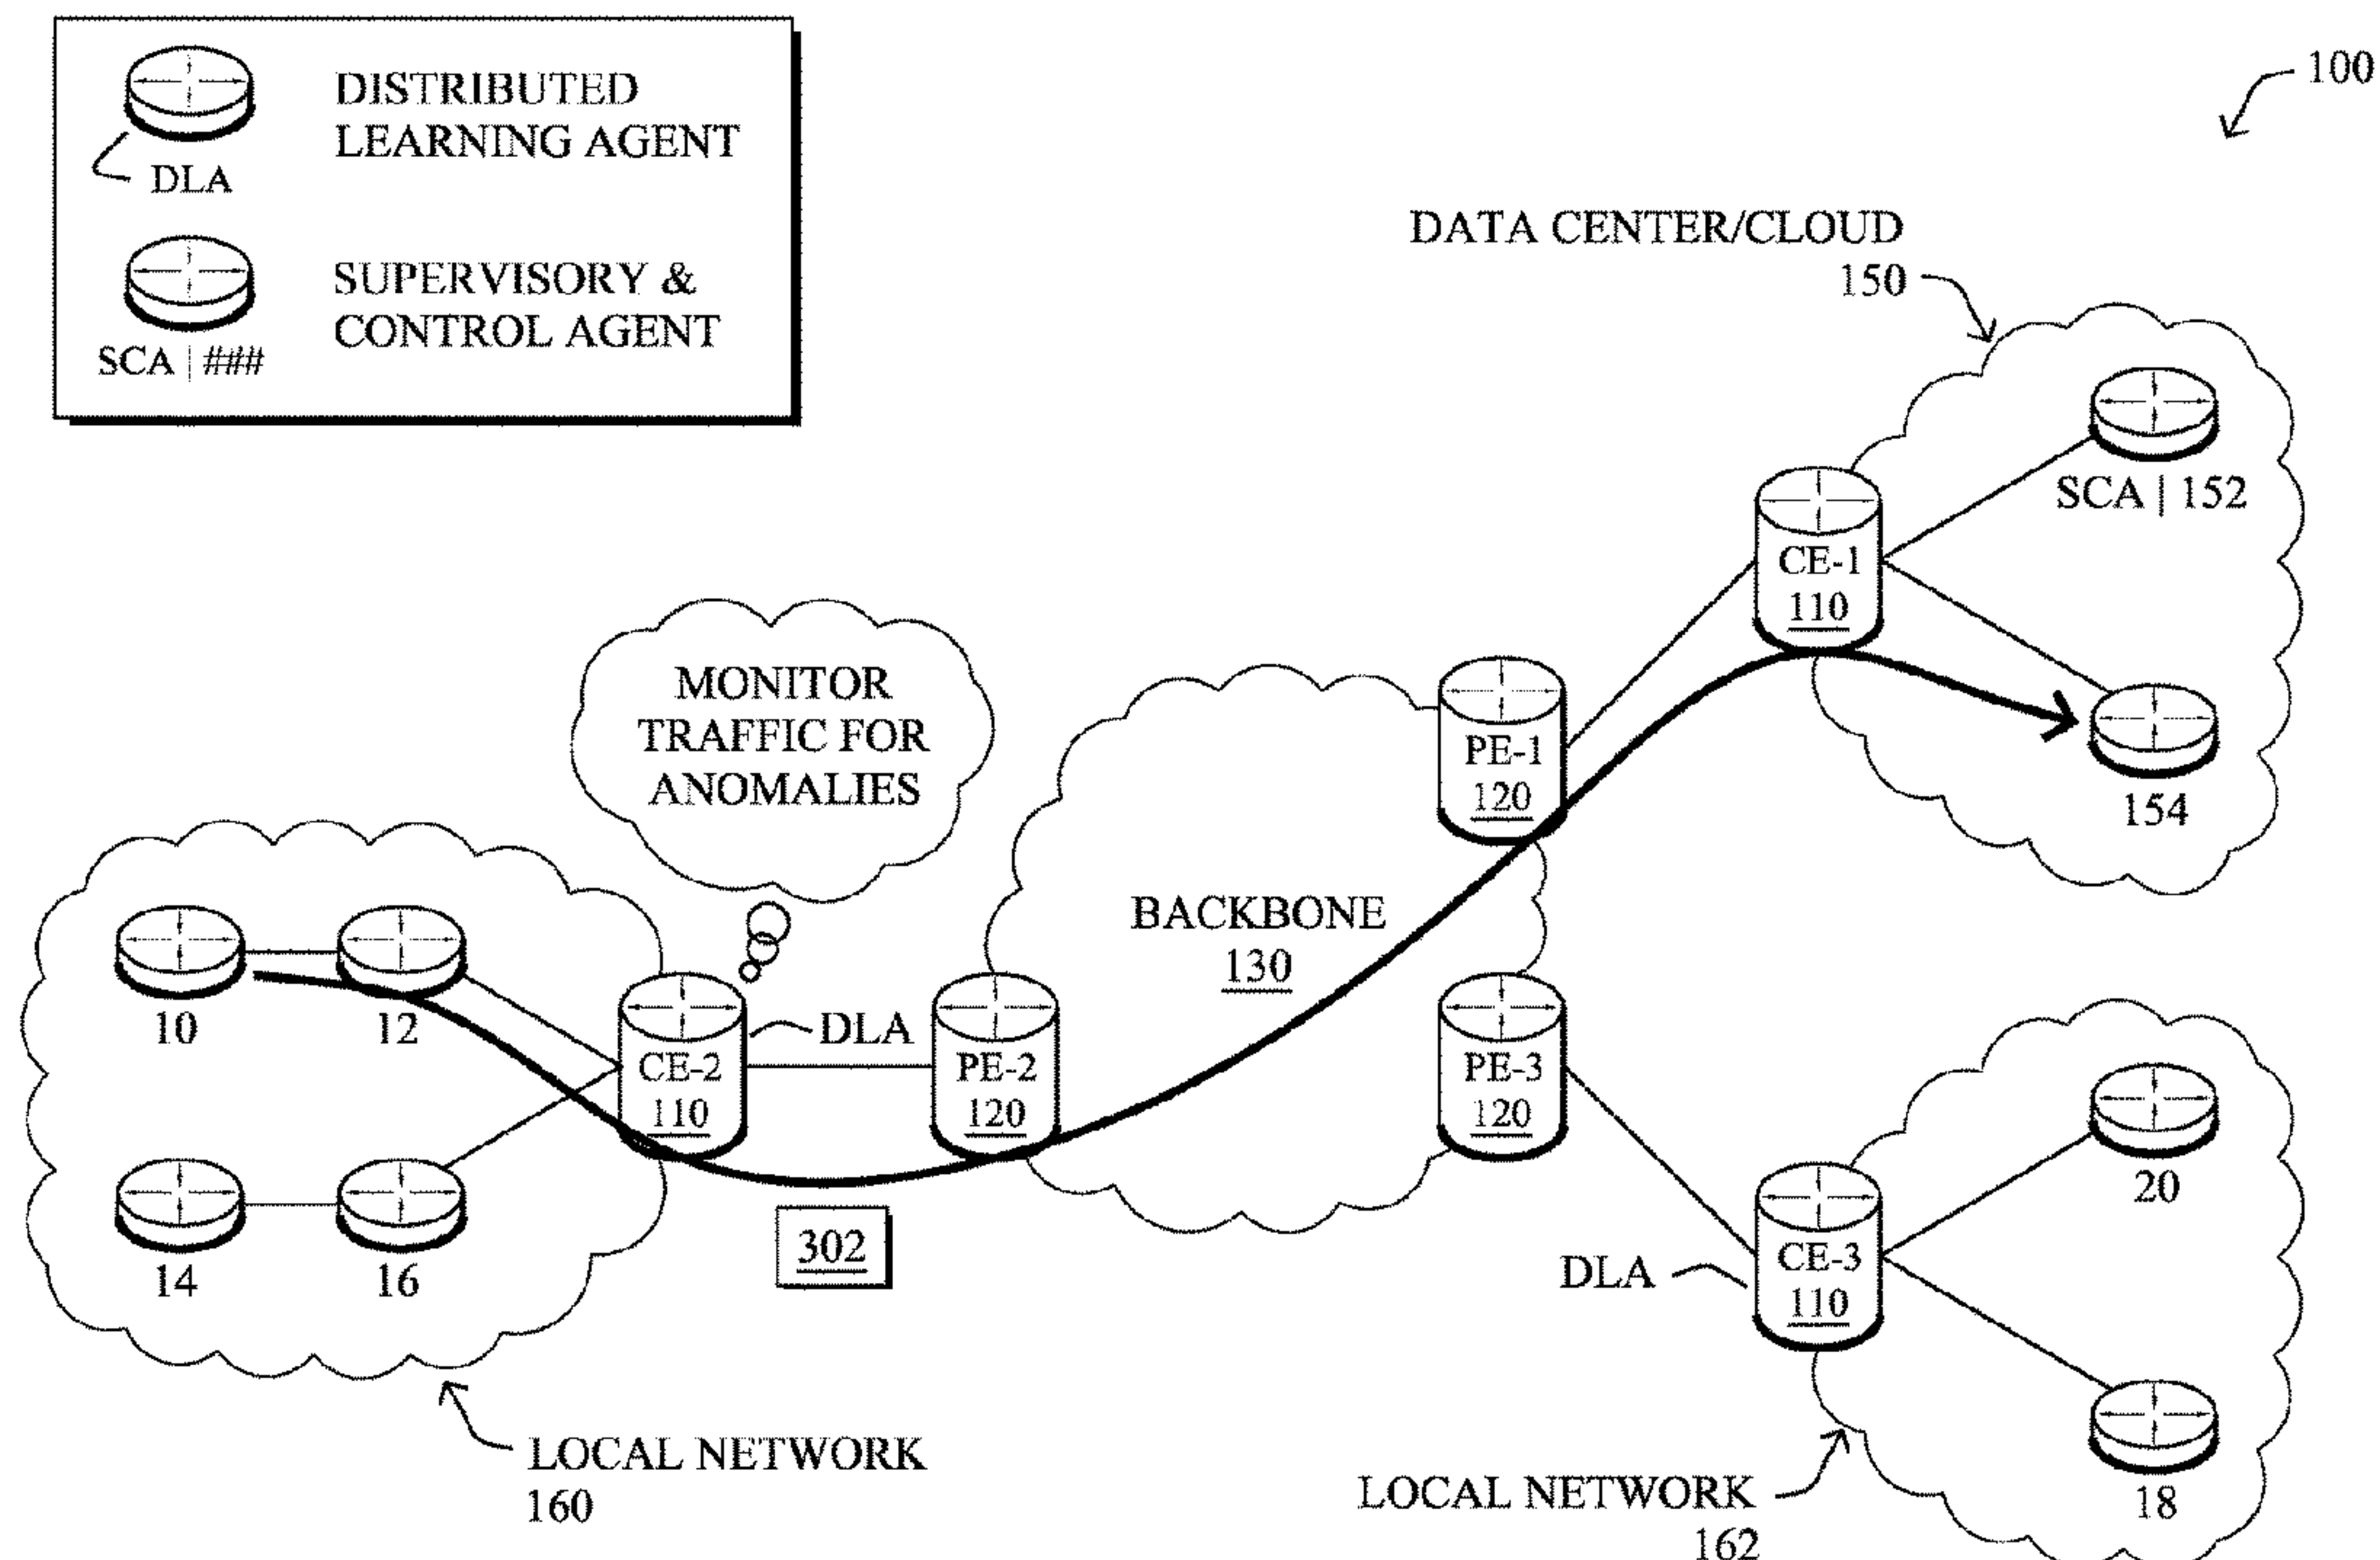 DISTRIBUTED
LEARNING AGENT
DLA
SUPERVISORY &
CONTROL AGENT
SCA | ###
100
DATA CENTER/CLOUD
150
SCA | 152
CE-1
110
154
MONITOR
TRAFFIC FOR
ANOMALIES
PE-1
120
BACKBONE
130
10
12
CE-2
110
DLA
PE-2
120
PE-3
120
14
16
302
20
DLA
CE-3
110
18
LOCAL NETWORK
160
LOCAL NETWORK
162